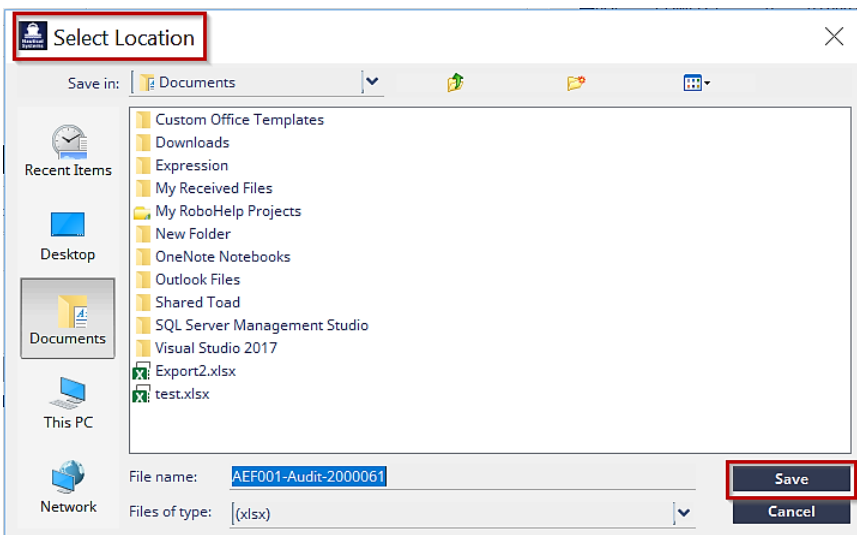 Nautical
Systems
Select Location
Save in:
Documents
Recent Items
Desktop
Documents
This PC
Network
Custom Office Templates
Downloads
Expression
My Received Files
My RoboHelp Projects
New Folder
OneNote Notebooks
Outlook Files
Shared Toad
SQL Server Management Studio
Visual Studio 2017
Export2.xlsx
test.xlsx
File name:
AEF001-Audit-2000061
Save
Files of type:
(xlsx)
Cancel